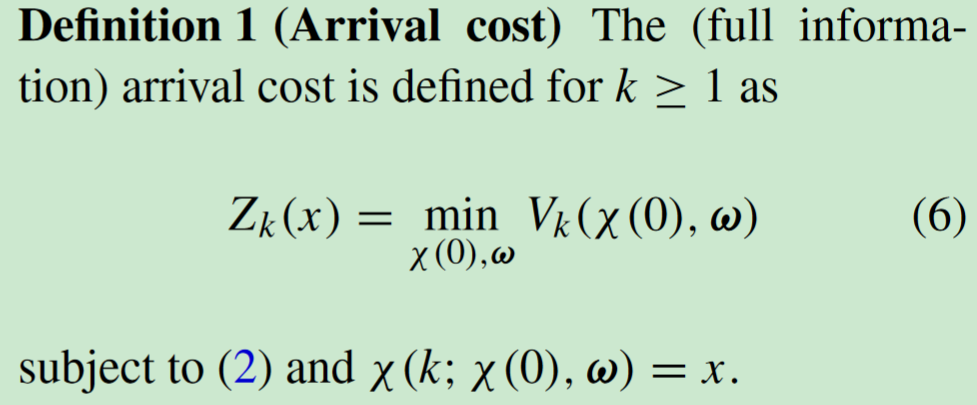 Definition 1 (Arrival cost) The (full informa-
tion) arrival cost is defined for k ≥ 1 as
Z_k(x) = min_{χ(0),ω} V_k(χ(0), ω) (6)
subject to (2) and χ(k; χ(0), ω) = x.